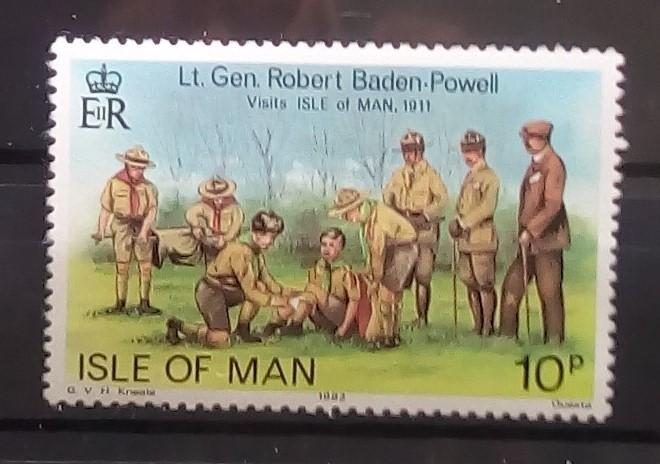 Lt. Gen. Robert Baden-Powell
Visits ISLE of MAN, 1911
EIIR
ISLE OF MAN
10P
G. V. H. Kneale
1982
Questa